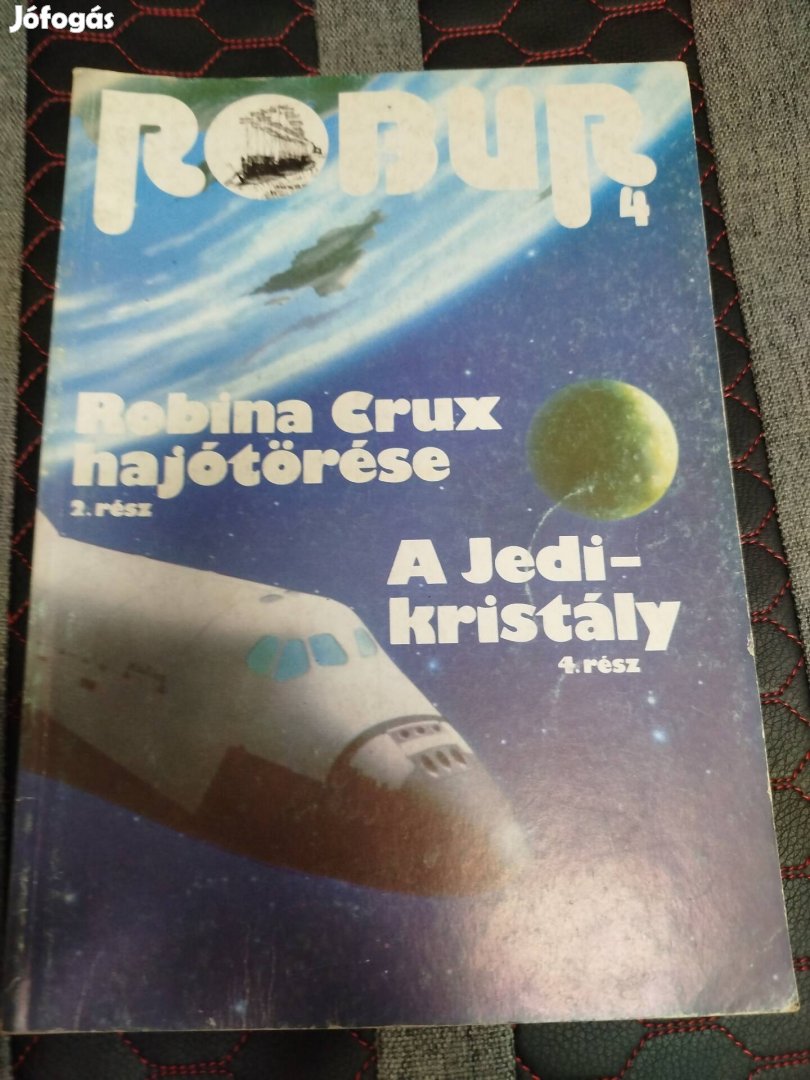 Jófogás
ROBUR
4
Robina Crux
hajótörése
2. rész
A Jedi-
kristály
4. rész